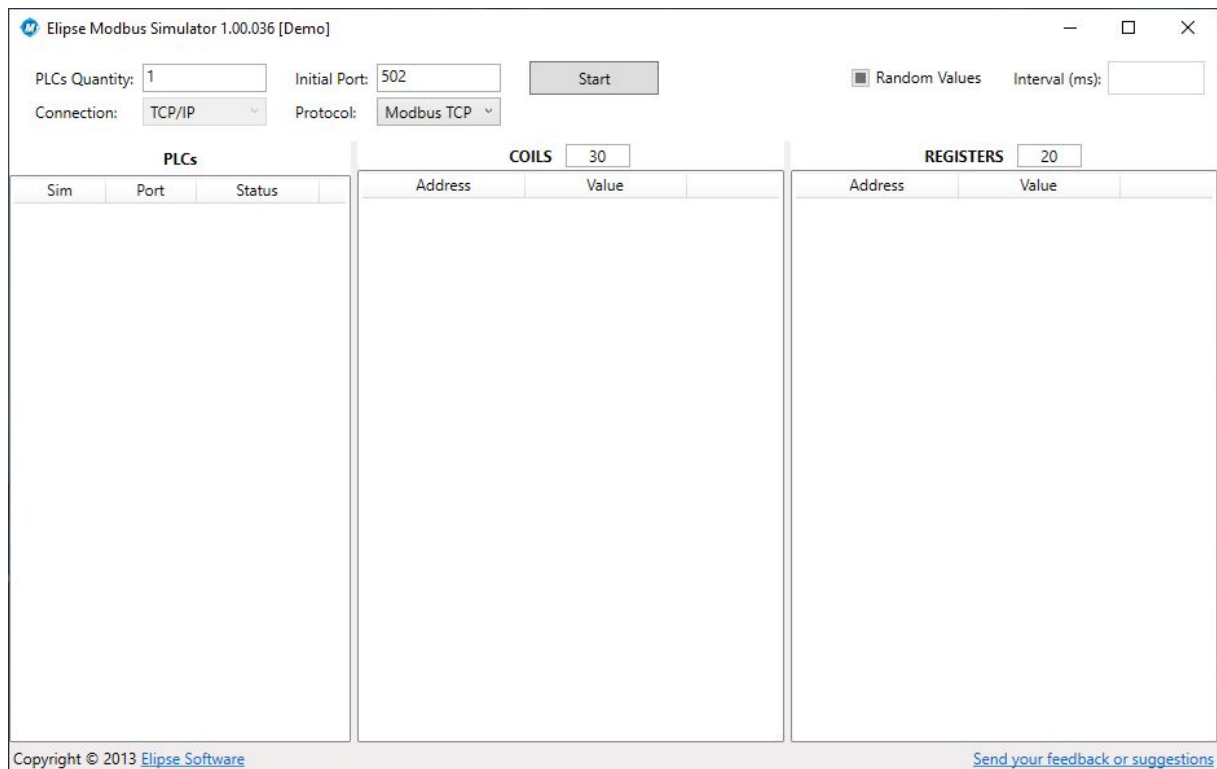 Elipse Modbus Simulator 1.00.036 [Demo]
PLCs Quantity: 1 Initial Port: 502 Start Random Values Interval (ms):
Connection: TCP/IP Protocol: Modbus TCP
PLCs COILS 30 REGISTERS 20
Sim Port Status Address Value Address Value
Copyright © 2013 Elipse Software Send your feedback or suggestions